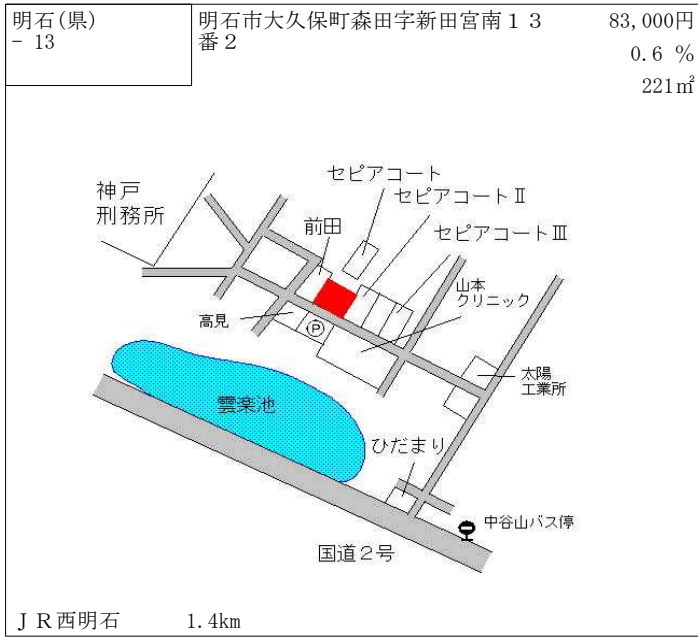 明石(県)
- 13
明石市大久保町森田字新田宮南１３
番２
83,000円
0.6 %
221㎡
セピアコート
セピアコートⅡ
神戸
刑務所
前田
セピアコートⅢ
山本
クリニック
高見
P
太陽
工業所
雲楽池
ひだまり
中谷山バス停
国道２号
ＪＲ西明石 1.4km